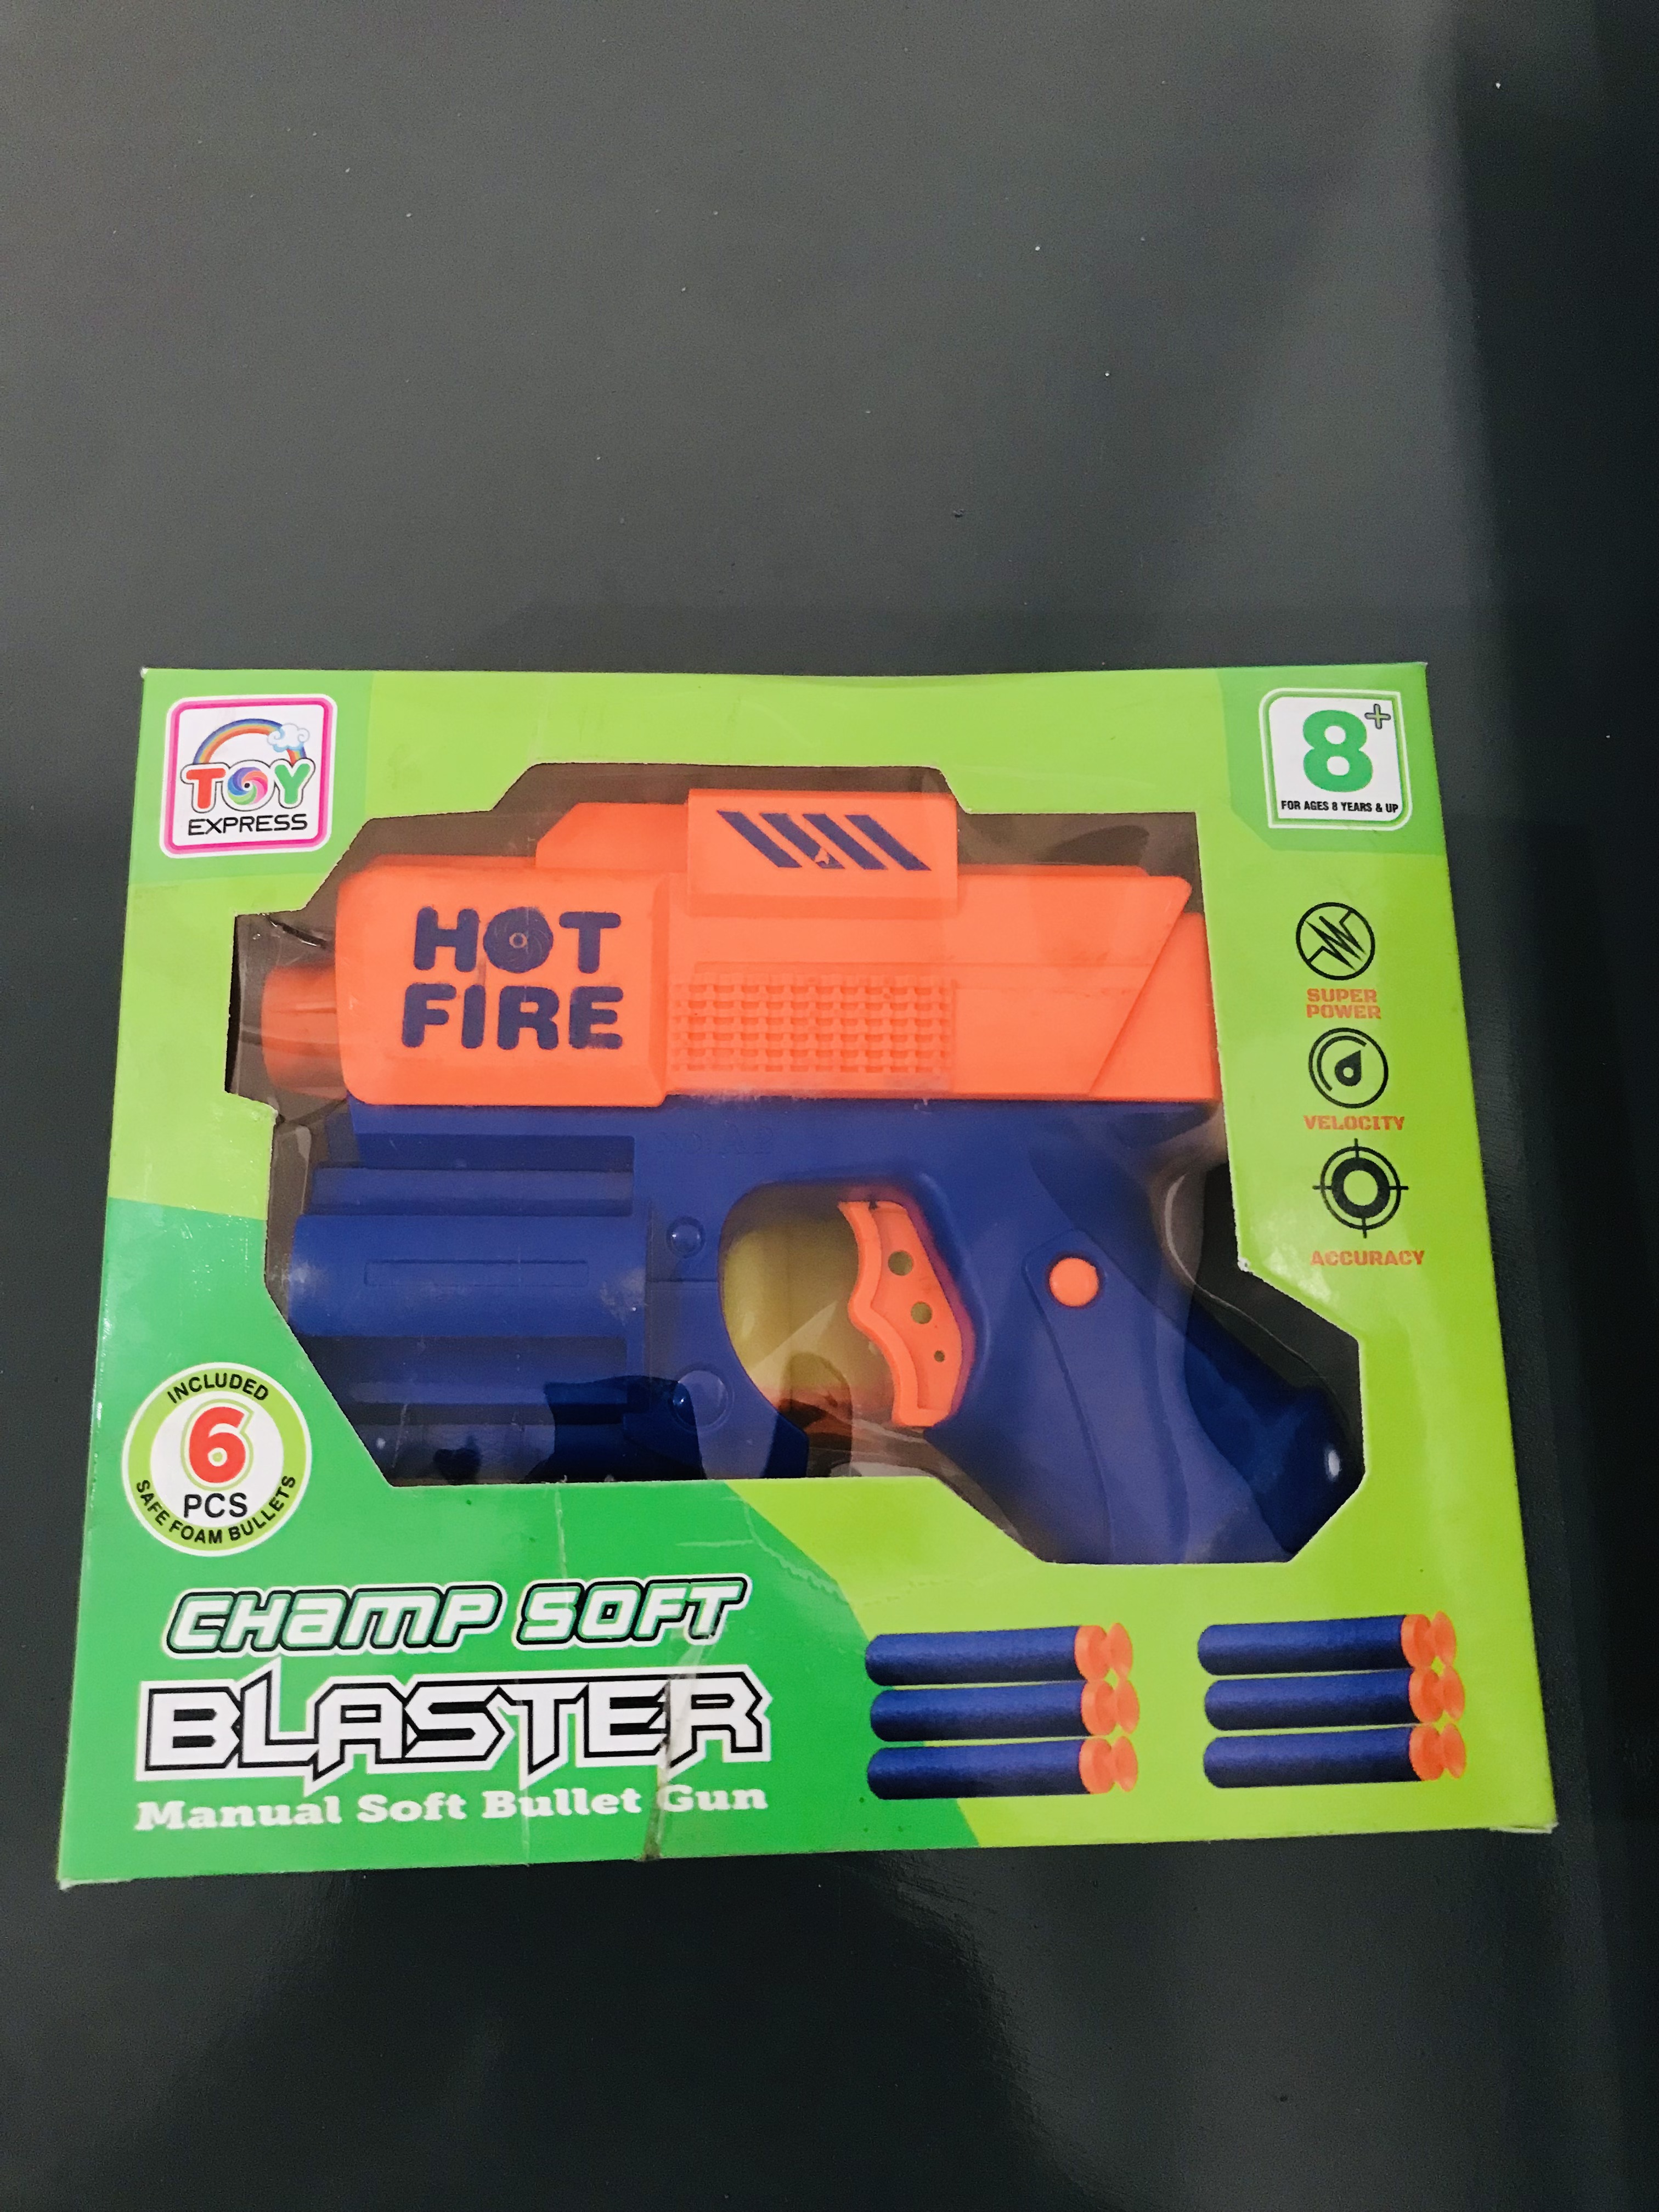 TOY
EXPRESS
8+
FOR AGES 8 YEARS & UP
HOT
FIRE
SUPER
POWER
VELOCITY
ACCURACY
INCLUDED
6
PCS
SAFE FOAM BULLETS
CHAMP SOFT
BLASTER
Manual Soft Bullet Gun